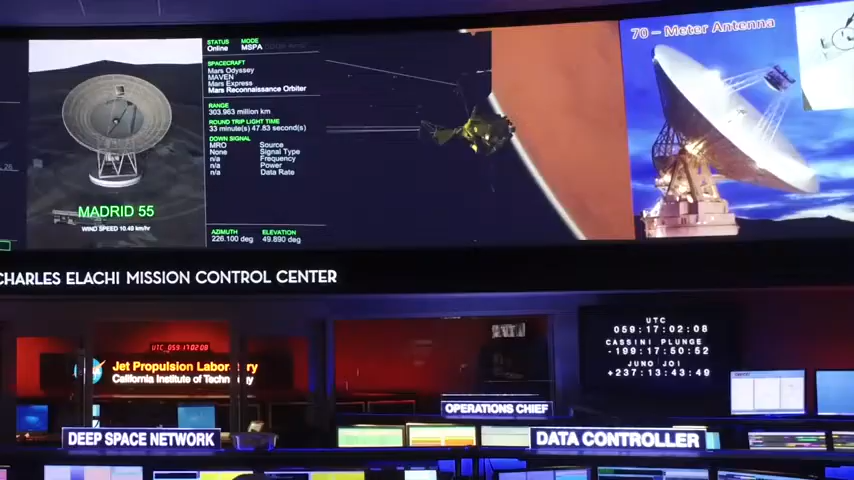 STATUS MODE
Online MSPA
SPACECRAFT
Mars Odyssey
MAVEN
Mars Express
Mars Reconnaissance Orbiter
RANGE
303.963 million km
ROUND TRIP LIGHT TIME
33 minute(s) 47.83 second(s)
DOWN SIGNAL
MRO Source
None Signal Type
n/a Frequency
n/a Power
n/a Data Rate
AZIMUTH ELEVATION
226.100 deg 49.890 deg
MADRID 55
WIND SPEED 10.49 km/hr
70 - Meter Antenna
CHARLES ELACHI MISSION CONTROL CENTER
UTC 059:17:02:08
Jet Propulsion Laboratory
California Institute of Technology
UTC
059:17:02:08
CASSINI PLUNGE
-199:17:50:52
JUNO JOI
+237:13:43:49
OPERATIONS CHIEF
DEEP SPACE NETWORK
DATA CONTROLLER